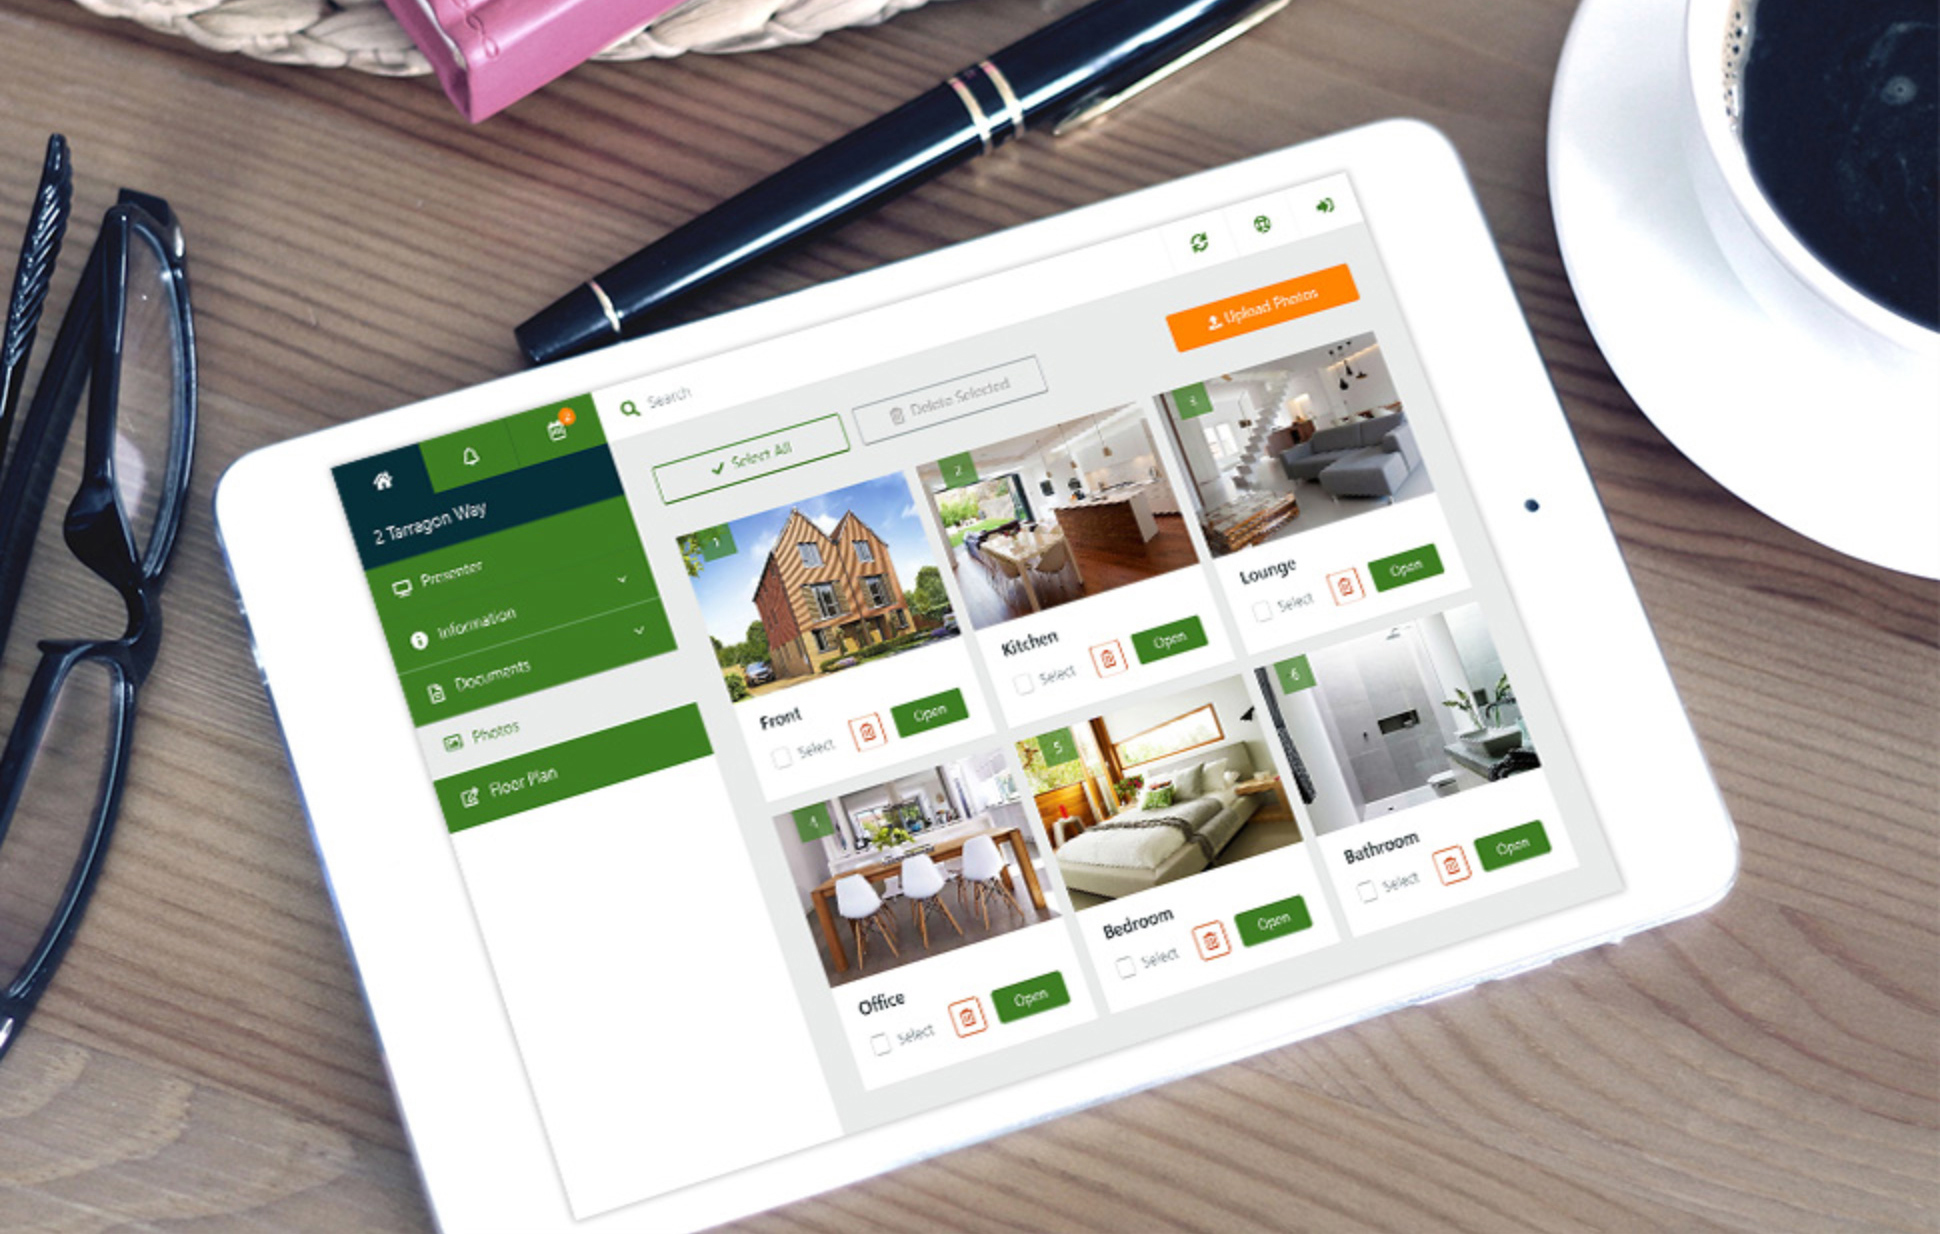 2
Search
2 Tarragon Way
Presenter
Information
Documents
Photos
Floor Plan
Select All
Delete Selected
Upload Photos
1
Front
Select
Open
2
Kitchen
Select
Open
3
Lounge
Select
Open
4
Office
Select
Open
5
Bedroom
Select
Open
6
Bathroom
Select
Open